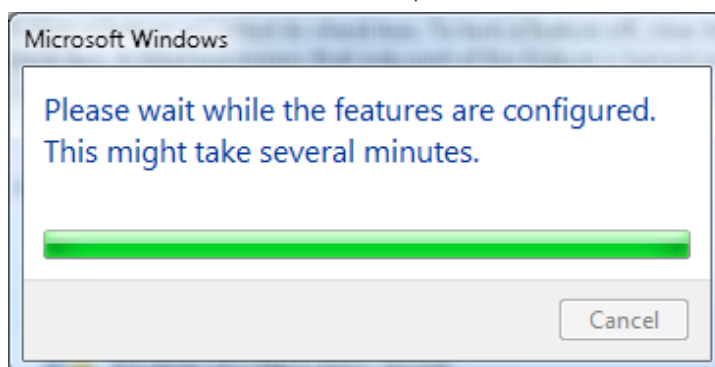 Microsoft Windows
Please wait while the features are configured.
This might take several minutes.
Cancel